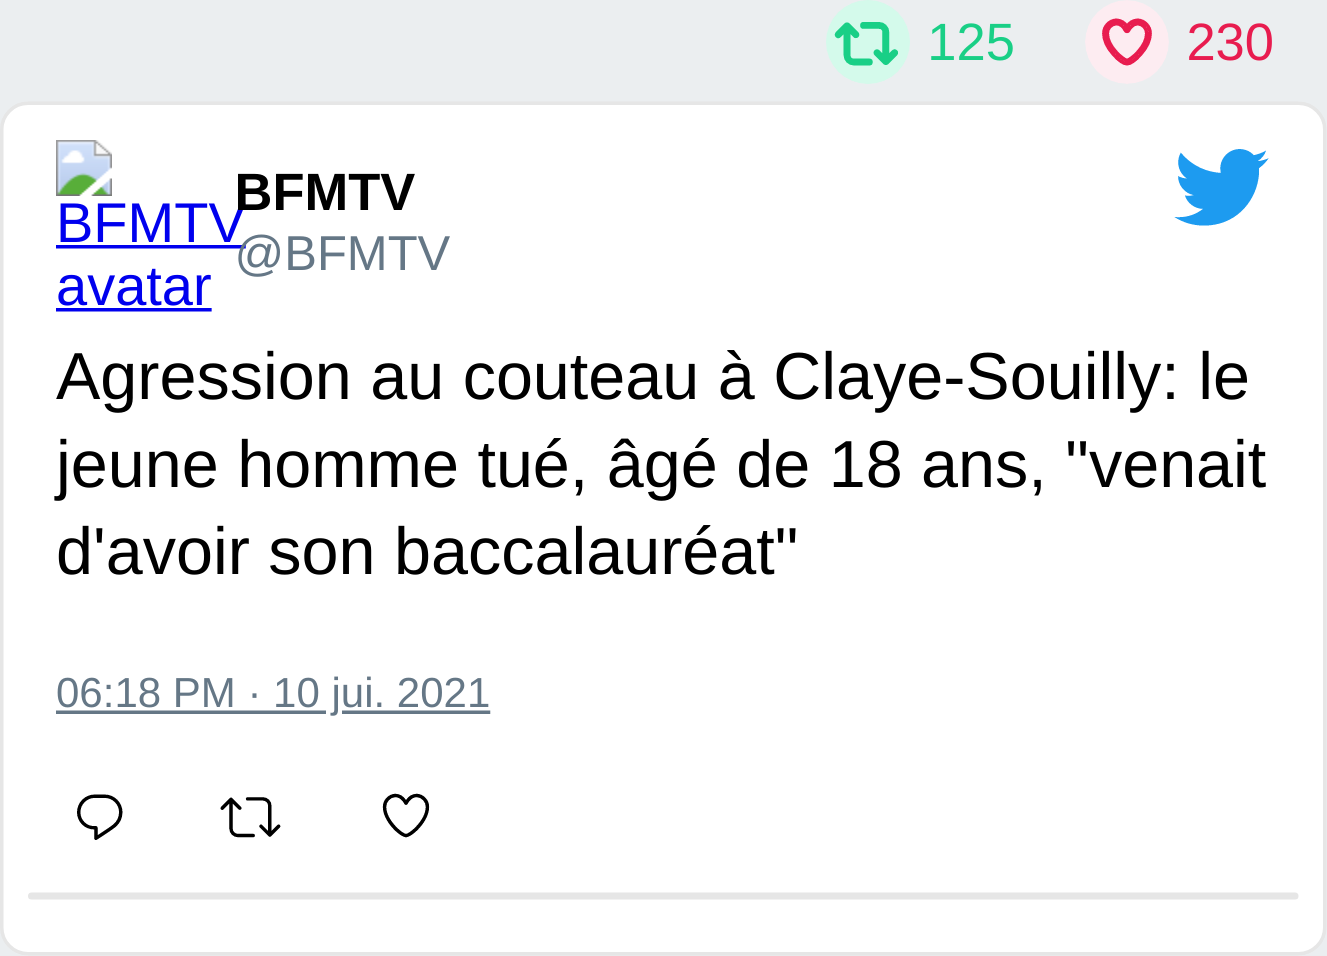 125 230
BFMTV avatar
BFMTV
@BFMTV
Agression au couteau à Claye-Souilly: le
jeune homme tué, âgé de 18 ans, "venait
d'avoir son baccalauréat"
06:18 PM · 10 jui. 2021